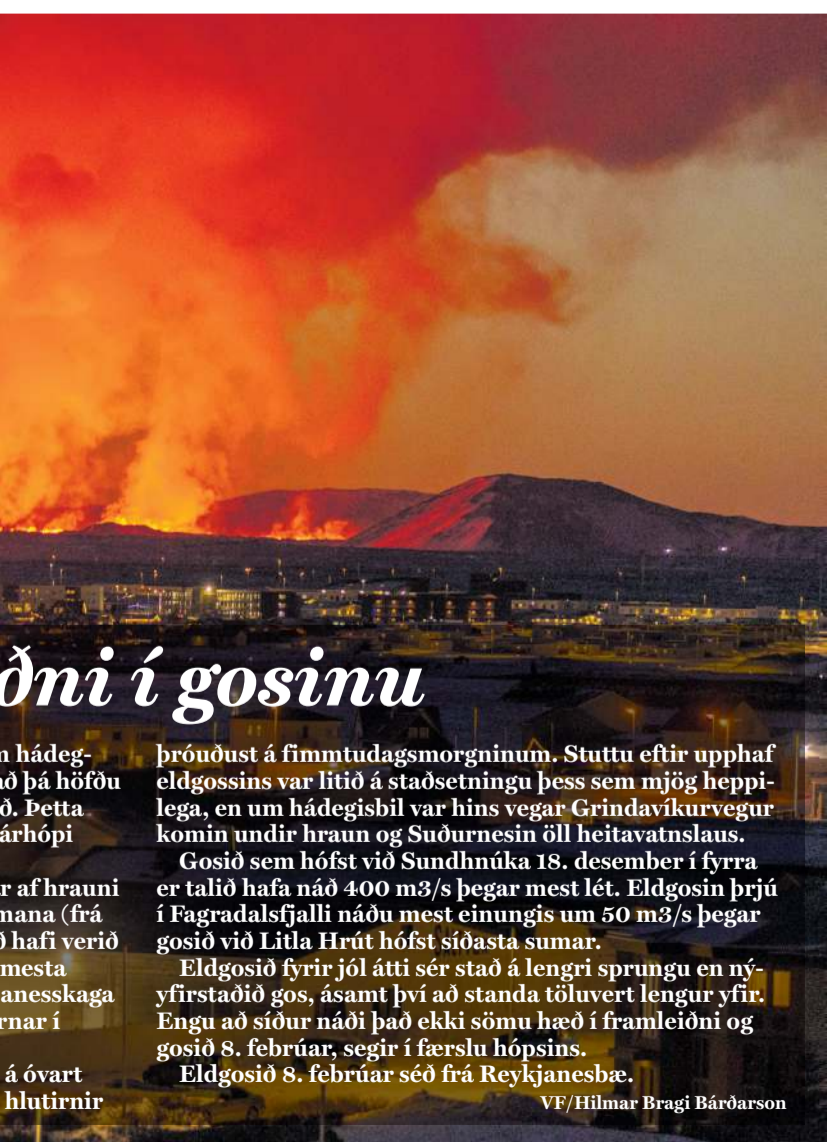 ðni í gosinu
m hádeg-
að þá höfðu
ð. Þetta
árhópi
r af hrauni
mana (frá
ð hafi verið
mesta
anesskaga
rnar í
á óvart
hlutirnir
þróuðust á fimmtudagsmorgninum. Stuttu eftir upphaf
eldgossins var litið á staðsetningu þess sem mjög heppi-
lega, en um hádegisbil var hins vegar Grindavíkurvegur
komin undir hraun og Suðurnesin öll heitavatnslaus.
Gosið sem hófst við Sundhnúka 18. desember í fyrra
er talið hafa náð 400 m3/s þegar mest lét. Eldgosin þrjú
í Fagradalsfjalli náðu mest einungis um 50 m3/s þegar
gosið við Litla Hrút hófst síðasta sumar.
Eldgosið fyrir jól átti sér stað á lengri sprungu en ný-
yfirstaðið gos, ásamt því að standa töluvert lengur yfir.
Engu að síður náði það ekki sömu hæð í framleiðni og
gosið 8. febrúar, segir í færslu hópsins.
Eldgosið 8. febrúar séð frá Reykjanesbæ.
VF/Hilmar Bragi Bárðarson